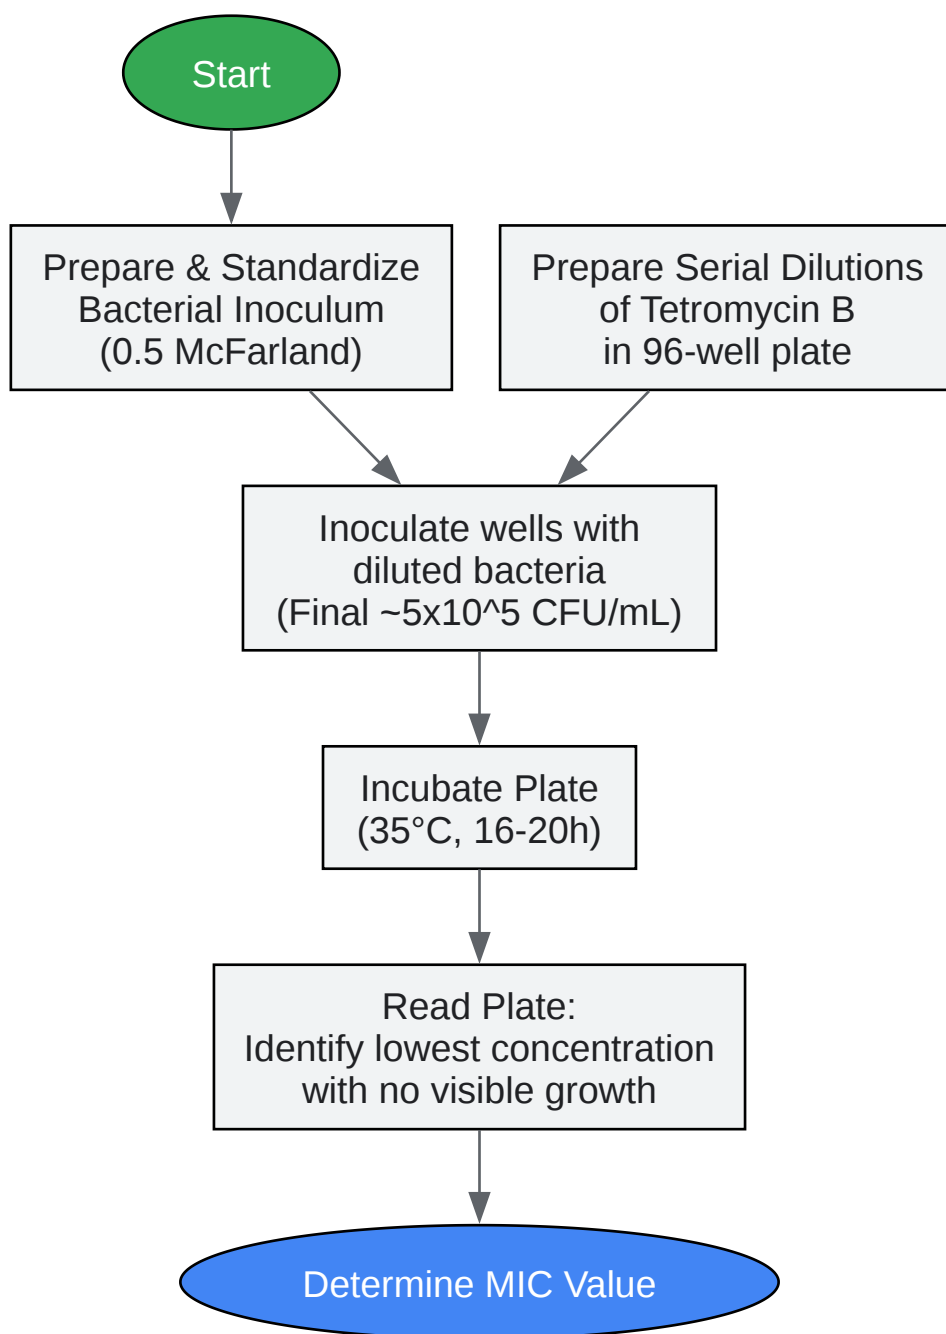 Start
Prepare & Standardize
Bacterial Inoculum
(0.5 McFarland)
Prepare Serial Dilutions
of Tetromycin B
in 96-well plate
Inoculate wells with
diluted bacteria
(Final ~5x10^5 CFU/mL)
Incubate Plate
(35°C, 16-20h)
Read Plate:
Identify lowest concentration
with no visible growth
Determine MIC Value